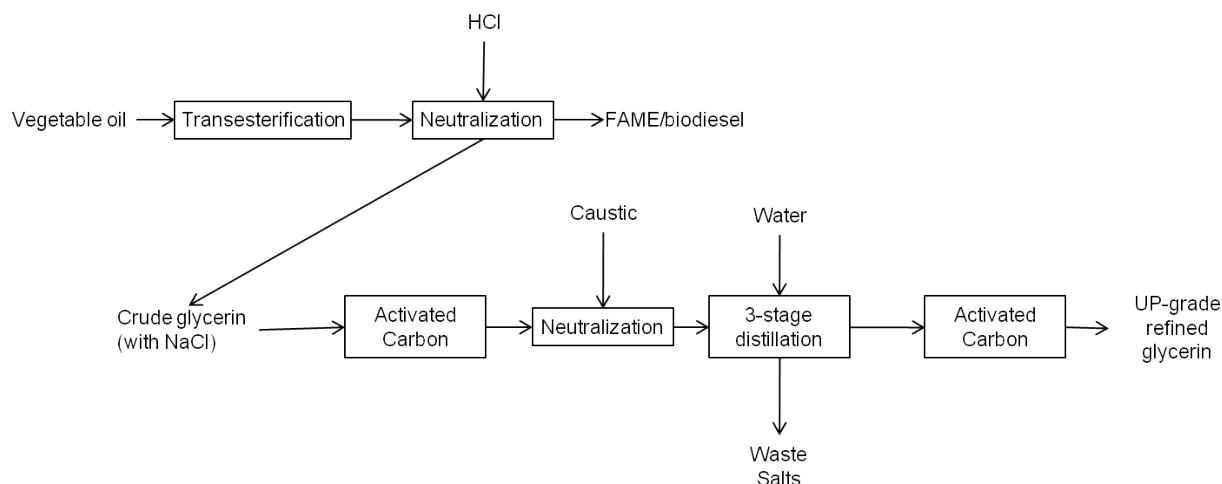 HCl
Vegetable oil
Transesterification
Neutralization
FAME/biodiesel
Caustic
Water
Crude glycerin
(with NaCl)
Activated
Carbon
Neutralization
3-stage
distillation
Activated
Carbon
UP-grade
refined
glycerin
Waste
Salts